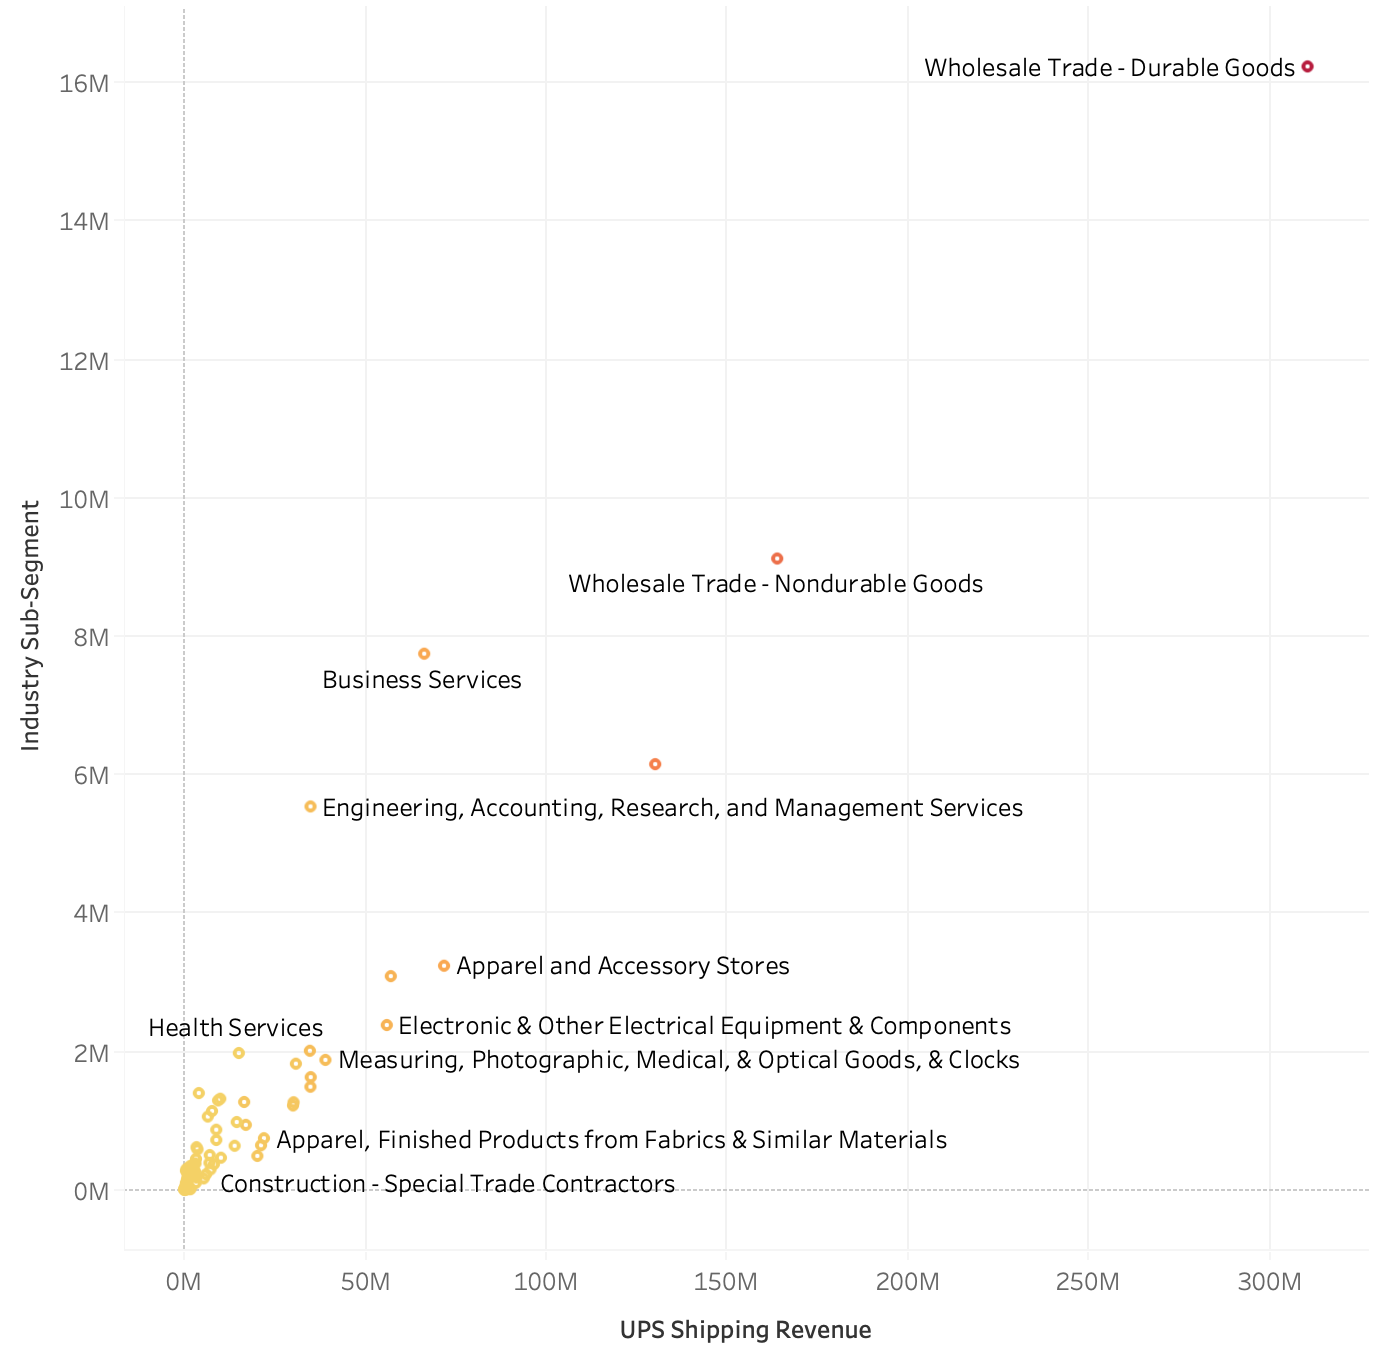 Wholesale Trade - Durable Goods
16M
14M
12M
10M
Wholesale Trade - Nondurable Goods
8M
Business Services
6M
Engineering, Accounting, Research, and Management Services
4M
Apparel and Accessory Stores
Health Services
Electronic & Other Electrical Equipment & Components
2M
Measuring, Photographic, Medical, & Optical Goods, & Clocks
Apparel, Finished Products from Fabrics & Similar Materials
Construction - Special Trade Contractors
0M
Industry Sub-Segment
0M 50M 100M 150M 200M 250M 300M
UPS Shipping Revenue